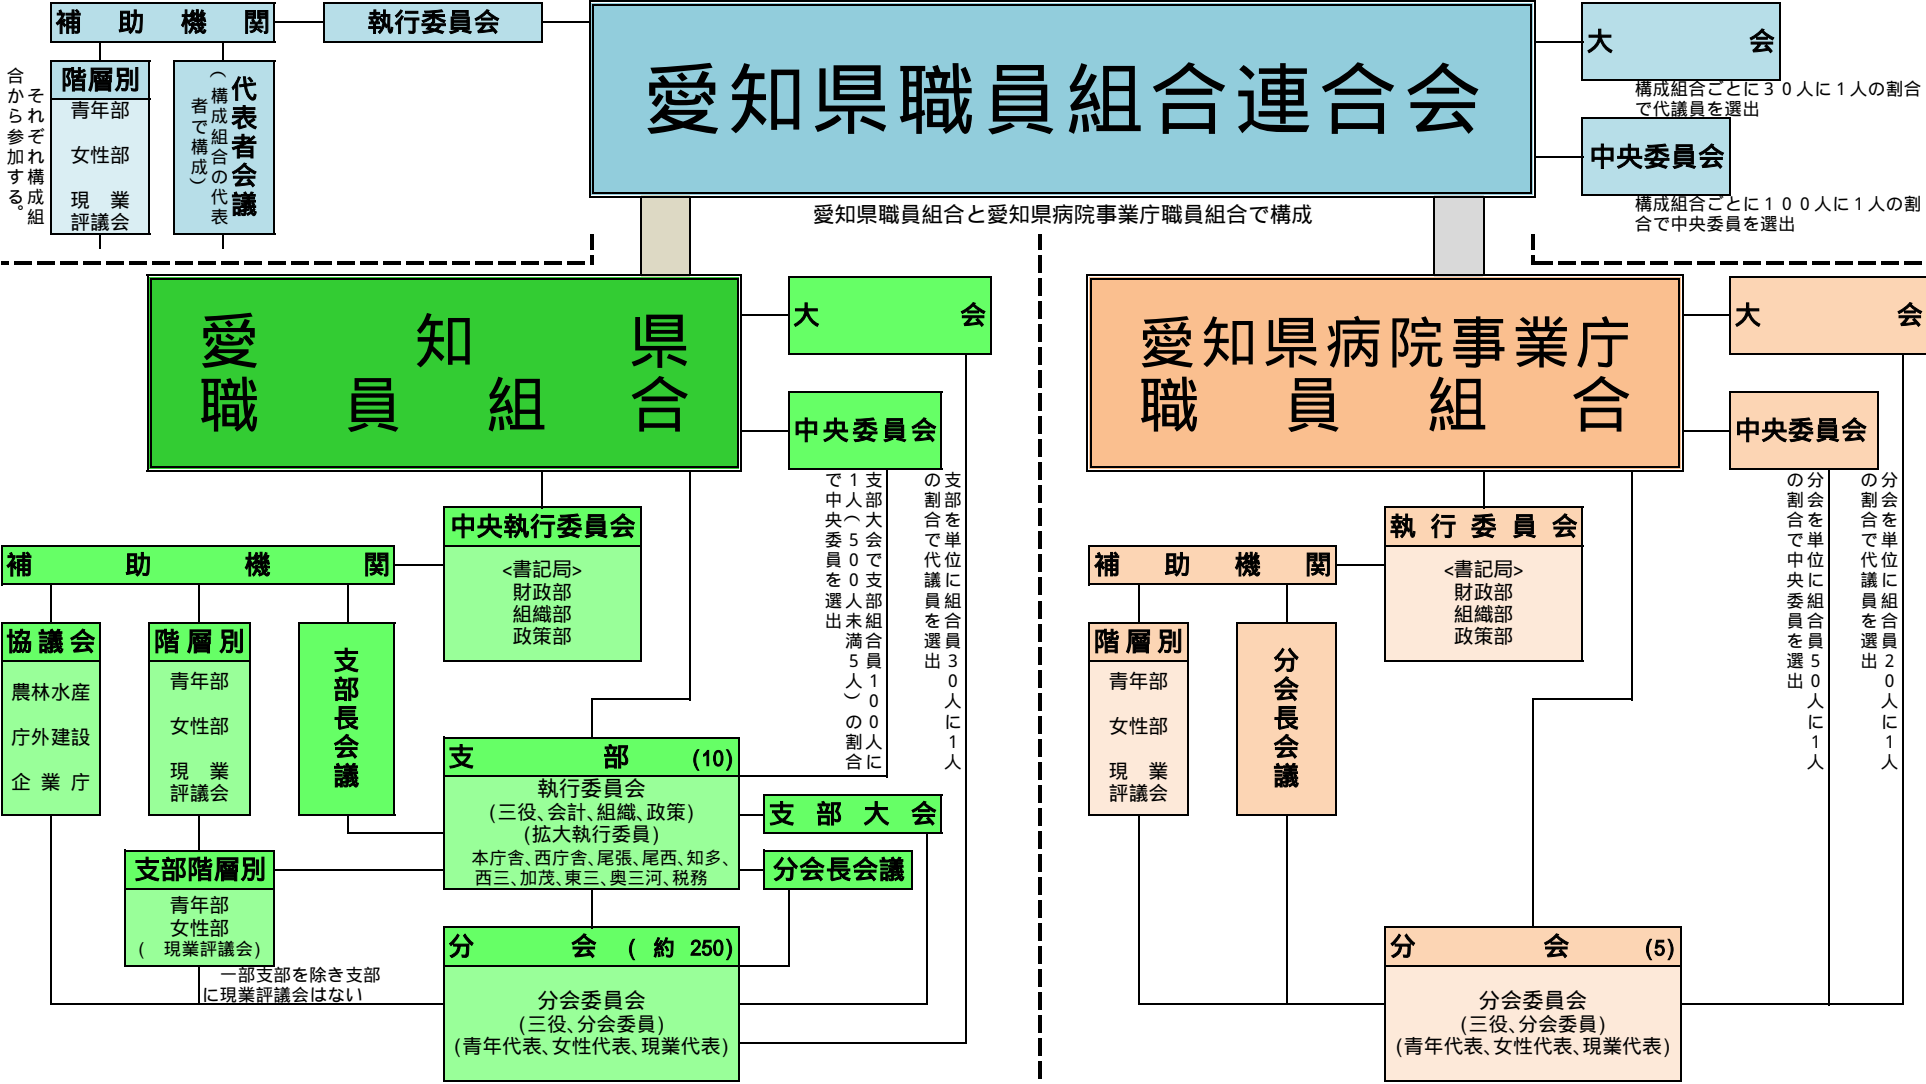 補助機関
執行委員会
愛知県職員組合連合会
大会
構成組合ごとに３０人に１人の割合
で代議員を選出
中央委員会
構成組合ごとに１００人に１人の割
合で中央委員を選出
階層別
青年部
女性部
現業
評議会
それぞれ構成組
合から参加する。
代表者会議
(構成組合の代表
者で構成)
愛知県職員組合と愛知県病院事業庁職員組合で構成
愛知県
職員組合
大会
中央委員会
支部を単位に組合員３０人に１人
の割合で代議員を選出
支部大会で支部組合員１００人に
１人(５００人未満５人)の割合
で中央委員を選出
中央執行委員会
<書記局>
財政部
組織部
政策部
補助機関
協議会
農林水産
庁外建設
企業庁
階層別
青年部
女性部
現業
評議会
支部長会議
支部 (10)
執行委員会
(三役、会計、組織、政策)
(拡大執行委員)
本庁舎、西庁舎、尾張、尾西、知多、
西三、加茂、東三、奥三河、税務
支部大会
分会長会議
支部階層別
青年部
女性部
( 現業評議会)
一部支部を除き支部
に現業評議会はない
分会 ( 約 250)
分会委員会
(三役、分会委員)
(青年代表、女性代表、現業代表)
愛知県病院事業庁
職員組合
大会
中央委員会
分会を単位に組合員２０人に１人
の割合で代議員を選出
分会を単位に組合員５０人に１人
の割合で中央委員を選出
執行委員会
<書記局>
財政部
組織部
政策部
補助機関
階層別
青年部
女性部
現業
評議会
分会長会議
分会 (5)
分会委員会
(三役、分会委員)
(青年代表、女性代表、現業代表)